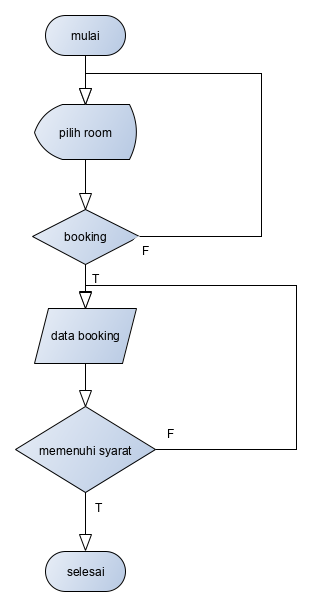 mulai
pilih room
booking
F
T
data booking
F
memenuhi syarat
T
selesai